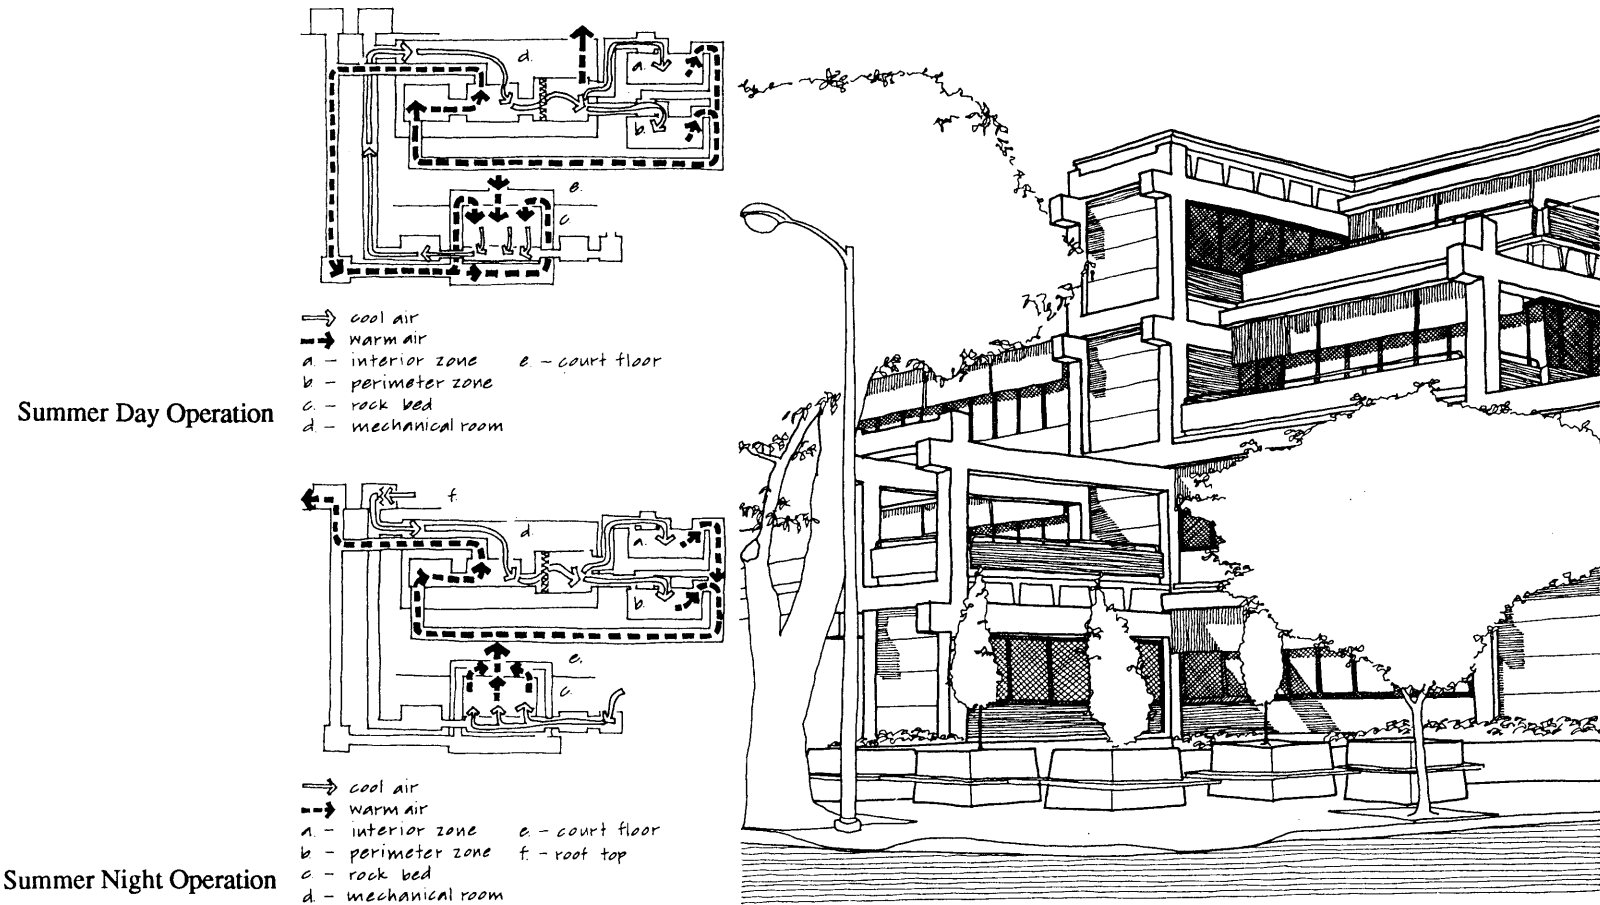 d.
a.
b.
e.
c.
cool air
warm air
a. - interior zone e. - court floor
b. - perimeter zone
c. - rock bed
d. - mechanical room
Summer Day Operation
f.
d.
a.
b.
e.
c.
cool air
warm air
a. - interior zone e. - court floor
b. - perimeter zone f. - roof top
c. - rock bed
d. - mechanical room
Summer Night Operation